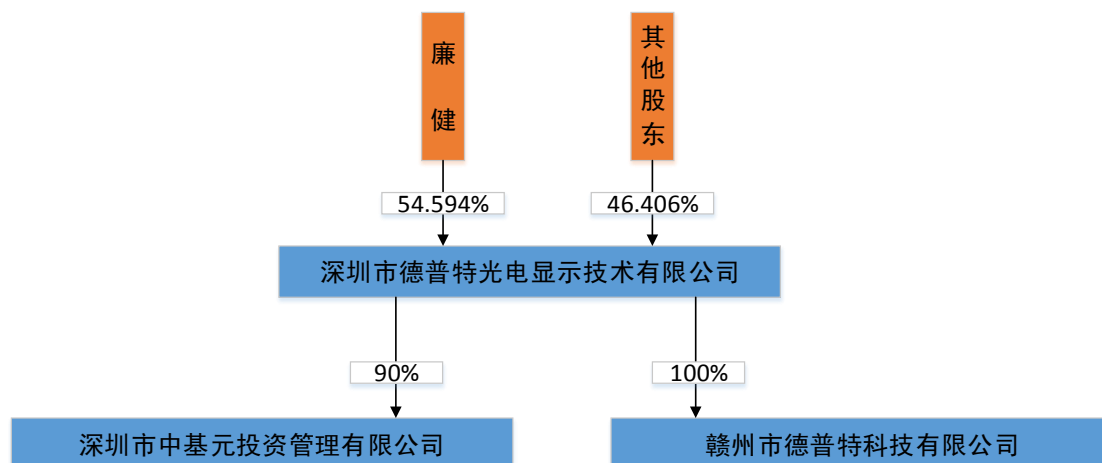 廉健
其他股东
54.594%
46.406%
深圳市德普特光电显示技术有限公司
90%
100%
深圳市中基元投资管理有限公司
赣州市德普特科技有限公司